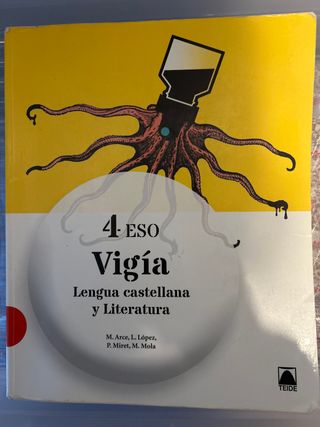 4 ESO
Vigía
Lengua castellana
y Literatura
M. Arce, L. López,
P. Miret, M. Mola
TEIDE